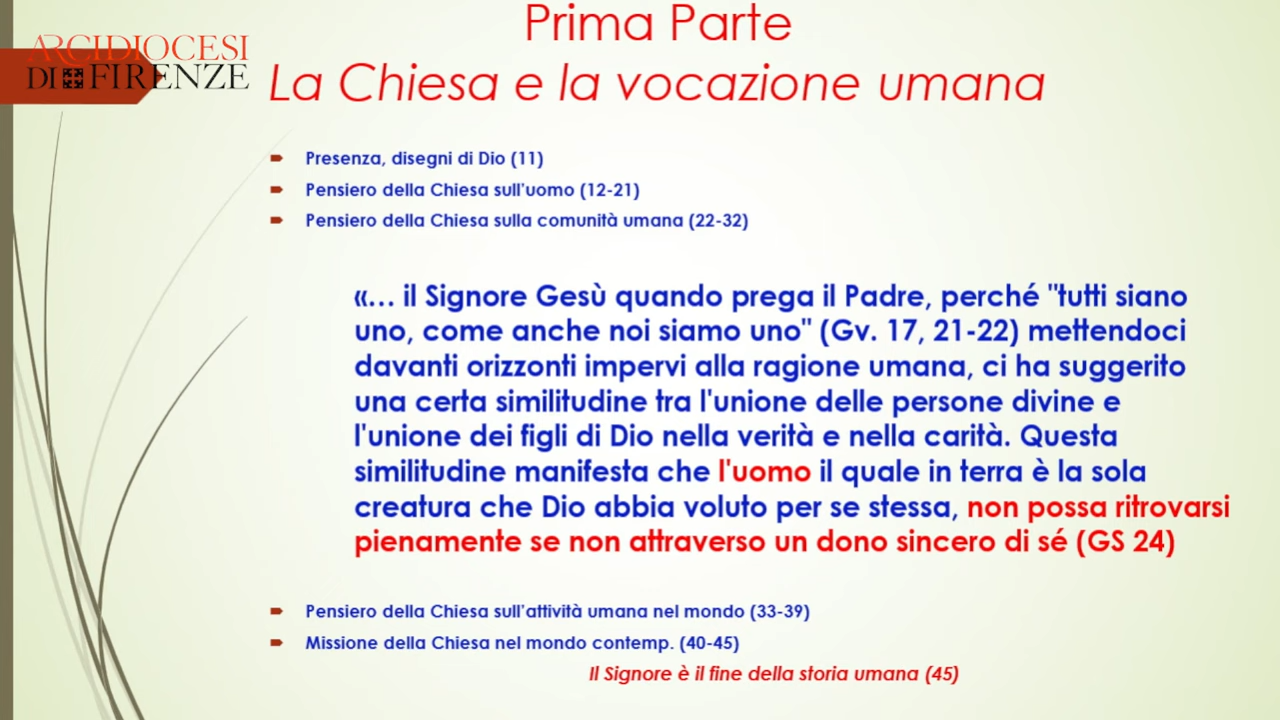 Prima Parte
ARCIDIOCESI
DI FIRENZE
La Chiesa e la vocazione umana
Presenza, disegni di Dio (11)
Pensiero della Chiesa sull'uomo (12-21)
Pensiero della Chiesa sulla comunità umana (22-32)
«… il Signore Gesù quando prega il Padre, perché "tutti siano
uno, come anche noi siamo uno" (Gv. 17, 21-22) mettendoci
davanti orizzonti impervi alla ragione umana, ci ha suggerito
una certa similitudine tra l'unione delle persone divine e
l'unione dei figli di Dio nella verità e nella carità. Questa
similitudine manifesta che l'uomo il quale in terra è la sola
creatura che Dio abbia voluto per se stessa, non possa ritrovarsi
pienamente se non attraverso un dono sincero di sé (GS 24)
Pensiero della Chiesa sull'attività umana nel mondo (33-39)
Missione della Chiesa nel mondo contemp. (40-45)
Il Signore è il fine della storia umana (45)